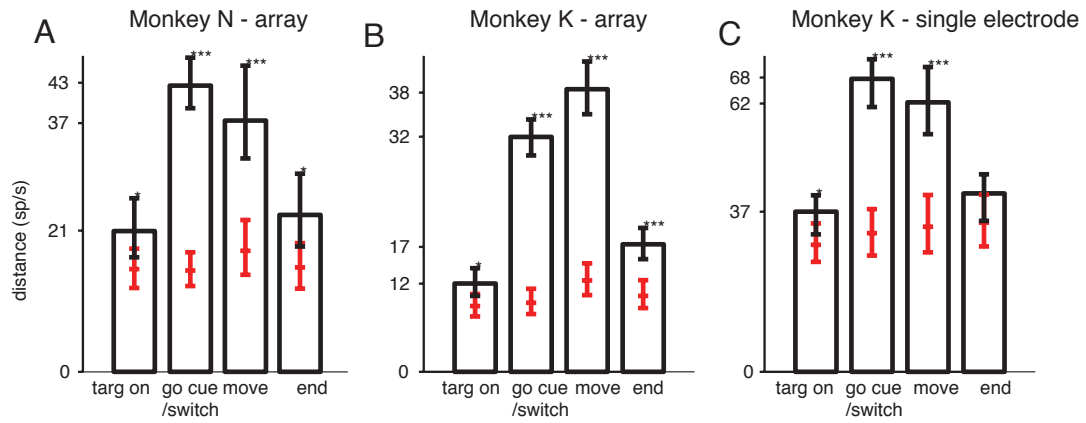 A
Monkey N - array
distance (sp/s)
43
37
21
0
***
***
*
*
targ on
go cue
/switch
move
end
B
Monkey K - array
38
32
17
12
0
***
***
***
*
targ on
go cue
/switch
move
end
C
Monkey K - single electrode
68
62
37
0
***
***
*
targ on
go cue
/switch
move
end